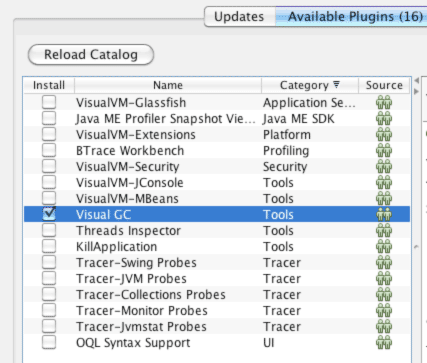 Updates Available Plugins (16)
Reload Catalog
Install Name Category Source
VisualVM-Glassfish Application Se...
Java ME Profiler Snapshot Vie... Java ME SDK
VisualVM-Extensions Platform
BTrace Workbench Profiling
VisualVM-Security Security
VisualVM-JConsole Tools
VisualVM-MBeans Tools
Visual GC Tools
Threads Inspector Tools
KillApplication Tools
Tracer-Swing Probes Tracer
Tracer-JVM Probes Tracer
Tracer-Collections Probes Tracer
Tracer-Monitor Probes Tracer
Tracer-Jvmstat Probes Tracer
OQL Syntax Support UI